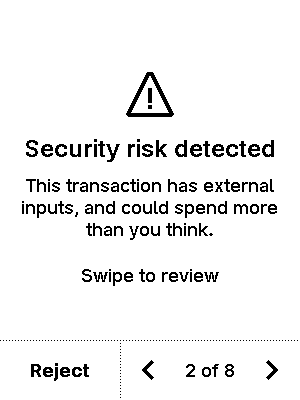 Security risk detected
This transaction has external
inputs, and could spend more
than you think.
Swipe to review
Reject
2 of 8